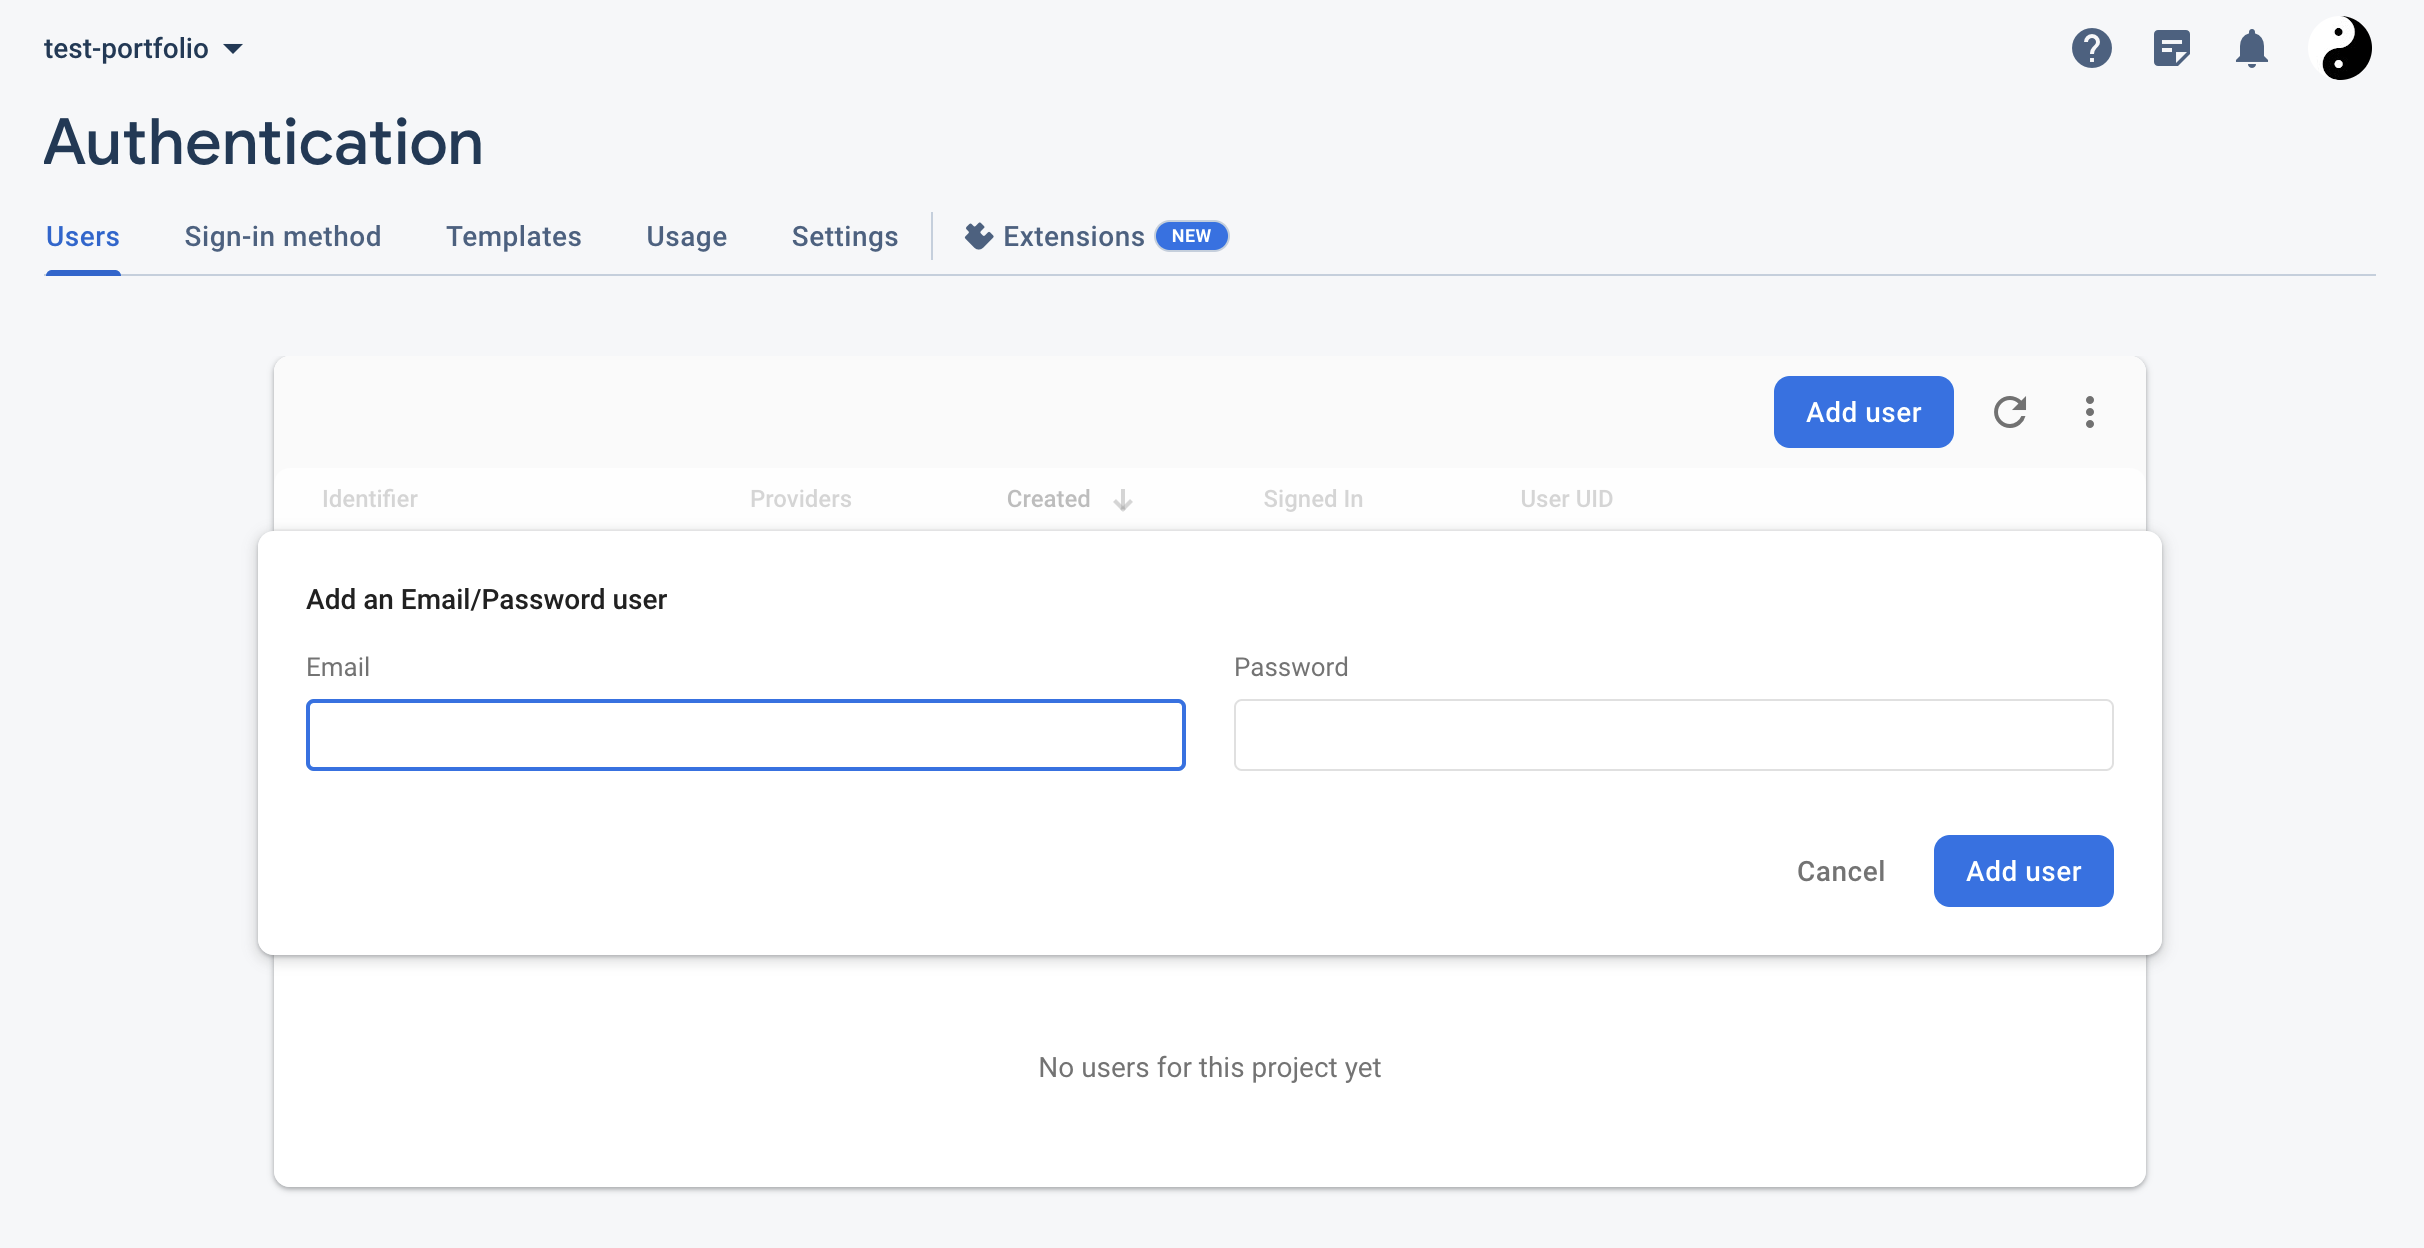 test-portfolio
Authentication
Users Sign-in method Templates Usage Settings Extensions NEW
Add user
Identifier Providers Created Signed In User UID
Add an Email/Password user
Email Password
Cancel Add user
No users for this project yet